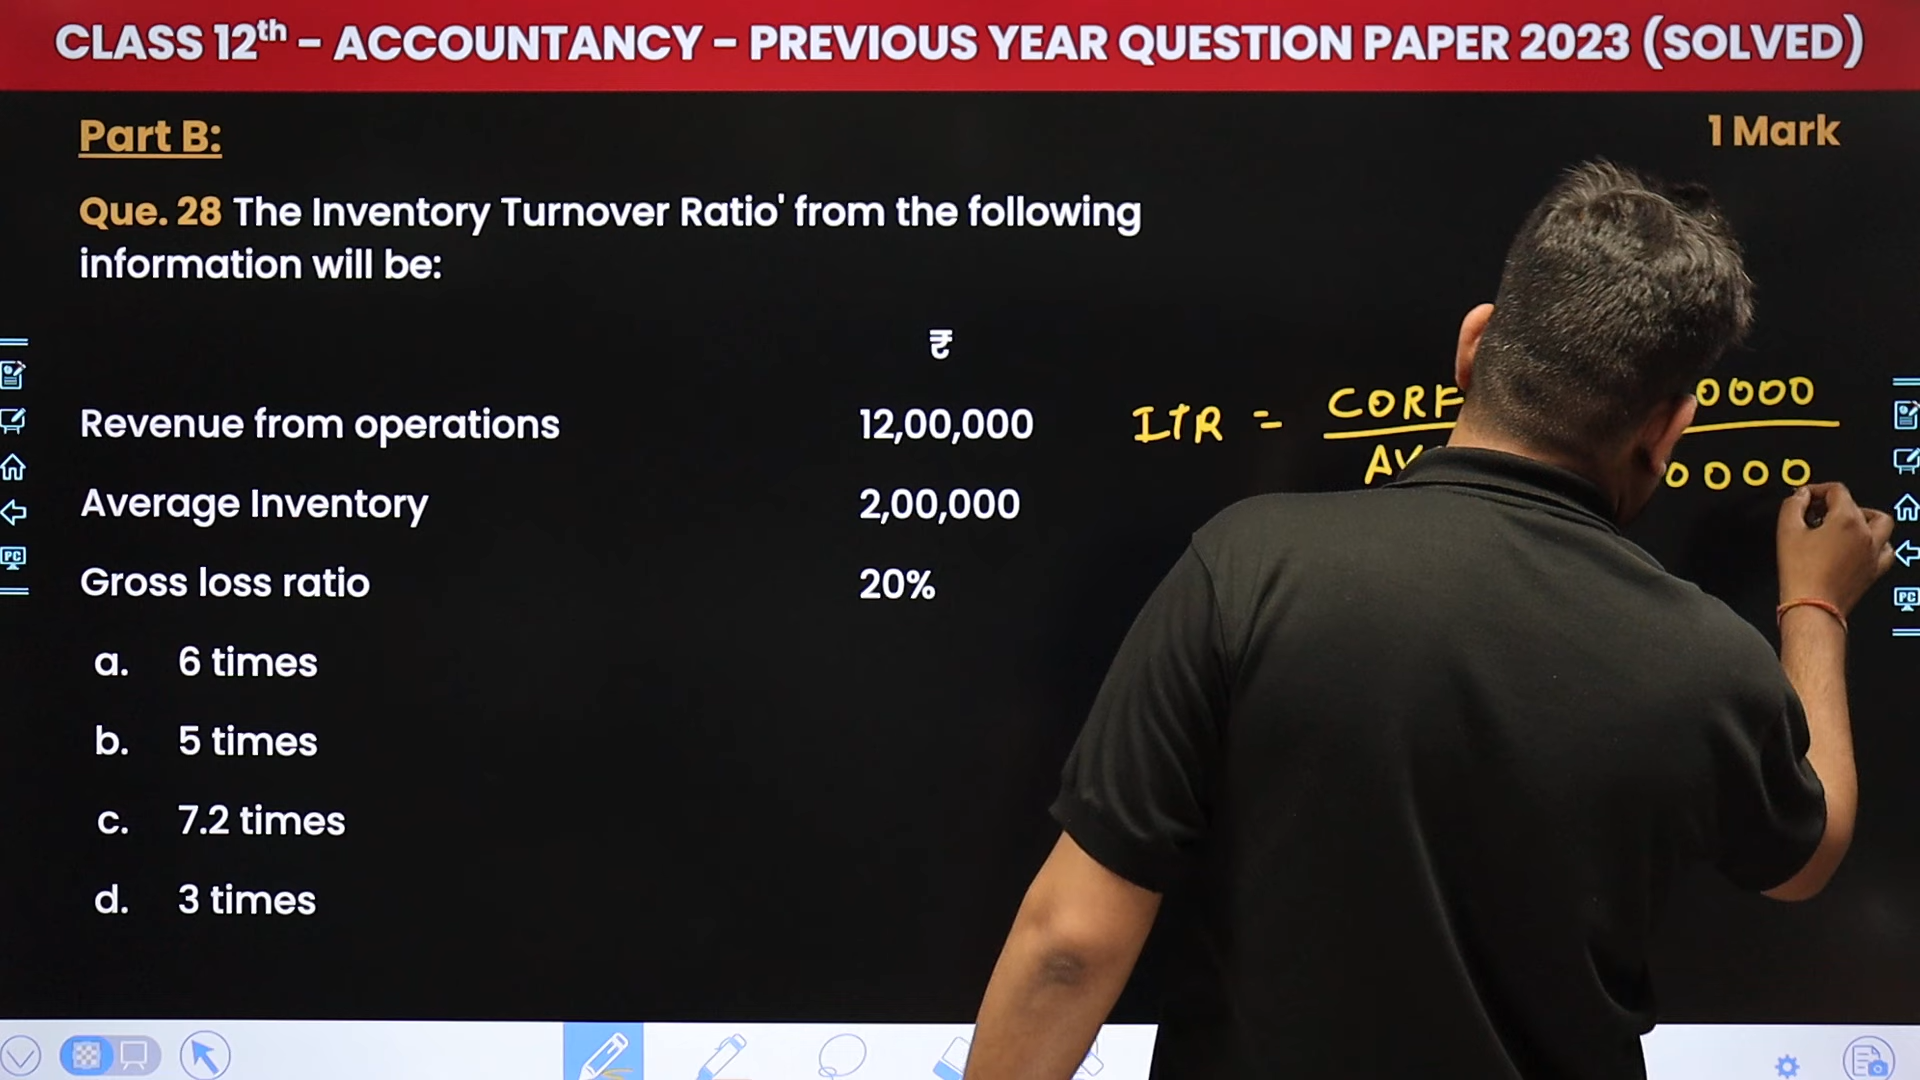 CLASS 12th - ACCOUNTANCY - PREVIOUS YEAR QUESTION PAPER 2023 (SOLVED)
Part B:
1 Mark
Que. 28 The Inventory Turnover Ratio' from the following
information will be:
₹
Revenue from operations 12,00,000
Average Inventory 2,00,000
Gross loss ratio 20%
ITR =
a. 6 times
b. 5 times
c. 7.2 times
d. 3 times
PC
PC